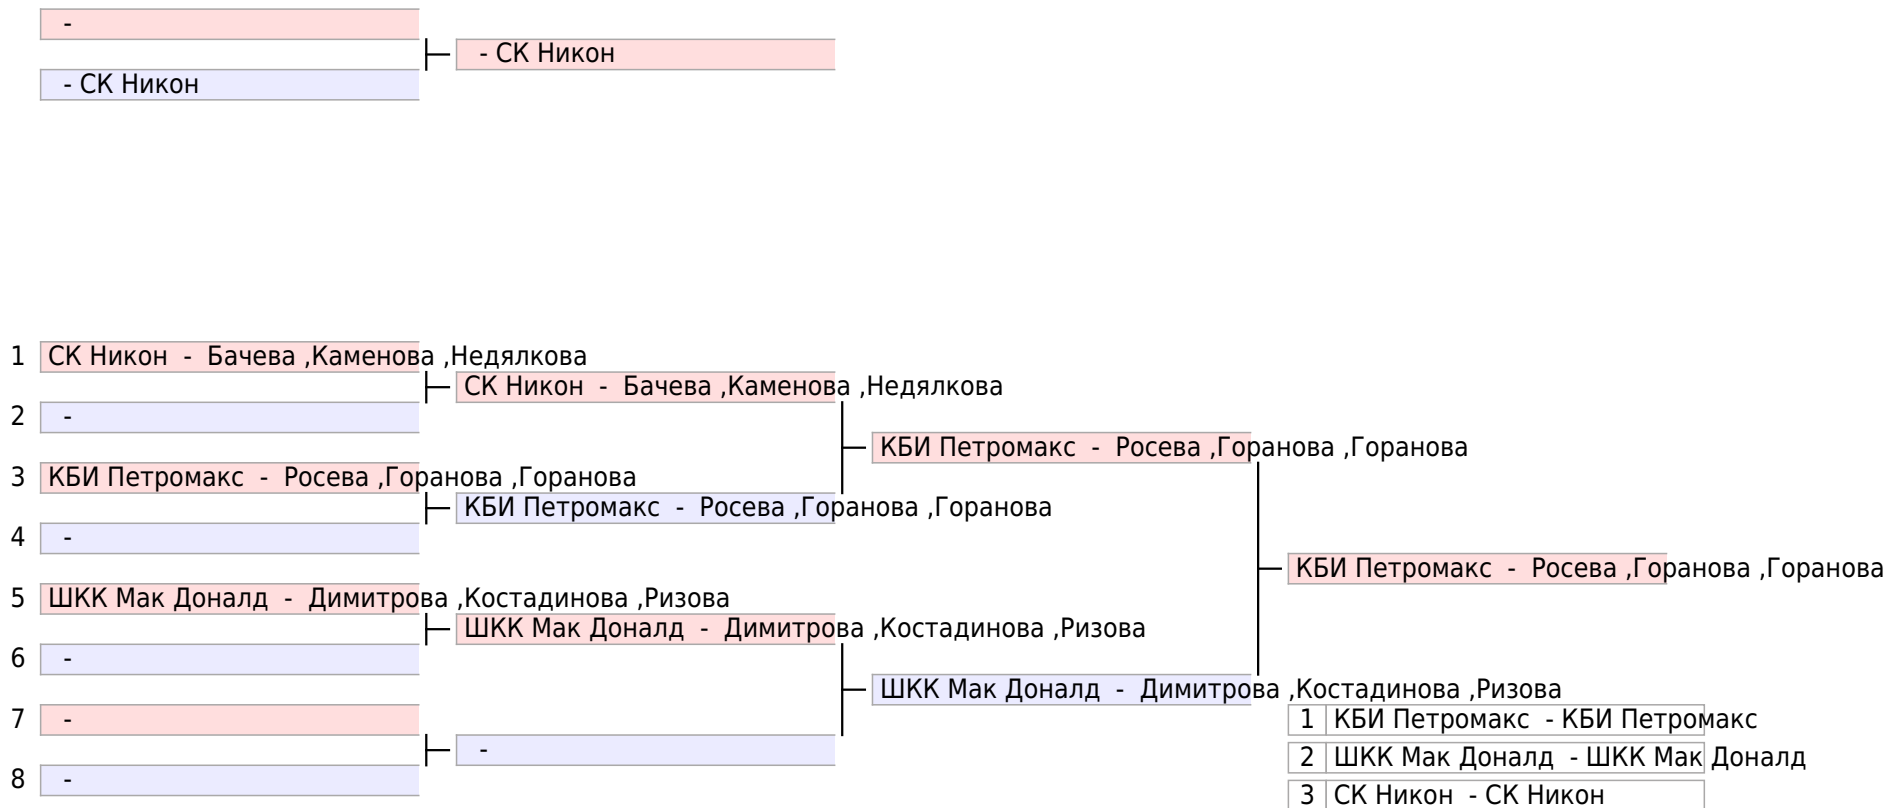 -
- СК Никон
- СК Никон
1 СК Никон - Бачева ,Каменова ,Недялкова
СК Никон - Бачева ,Каменова ,Недялкова
2 -
КБИ Петромакс - Росева ,Горанова ,Горанова
3 КБИ Петромакс - Росева ,Горанова ,Горанова
КБИ Петромакс - Росева ,Горанова ,Горанова
4 -
КБИ Петромакс - Росева ,Горанова ,Горанова
5 ШКК Мак Доналд - Димитрова ,Костадинова ,Ризова
ШКК Мак Доналд - Димитрова ,Костадинова ,Ризова
6 -
ШКК Мак Доналд - Димитрова ,Костадинова ,Ризова
7 -
-
8 -
1 КБИ Петромакс - КБИ Петромакс
2 ШКК Мак Доналд - ШКК Мак Доналд
3 СК Никон - СК Никон